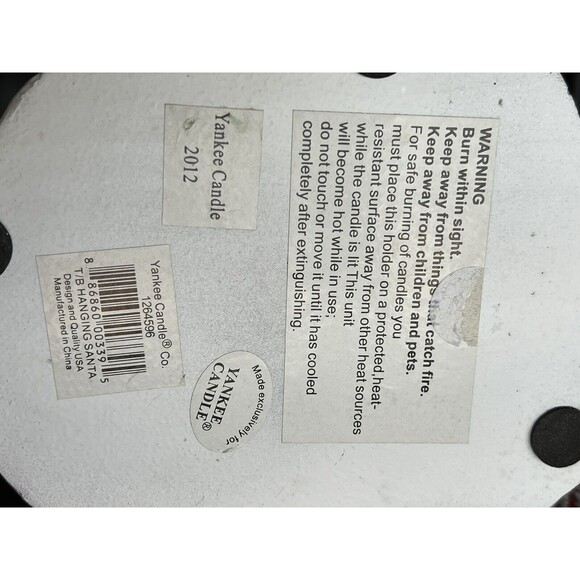 WARNING
Burn within sight.
Keep away from things that catch fire.
Keep away from children and pets.
For safe burning of candles you
must place this holder on a protected,heat-
resistant surface away from other heat sources
while the candle is lit This unit
will become hot while in use;
do not touch or move it until it has cooled
completely after extinguishing.
Yankee Candle
2012
Yankee Candle® Co.
1264596
8 86860 00339 5
T/B HANGING SANTA
Design and Quality USA
Manufactured in China
Made exclusively for
YANKEE
CANDLE®